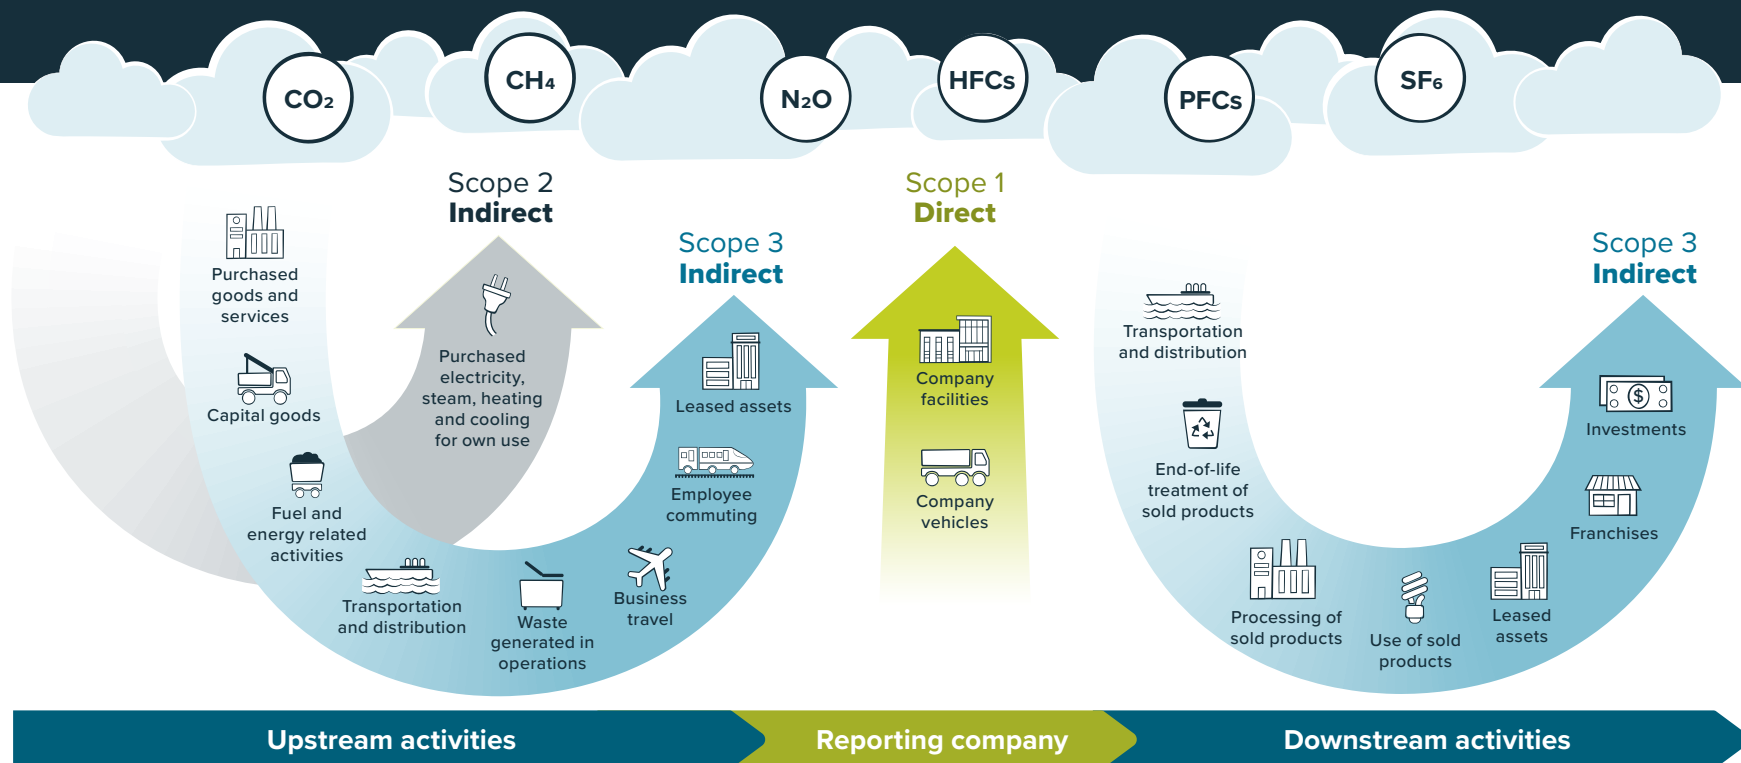 CO₂
CH₄
N₂O
HFCs
PFCs
SF₆
Scope 2
Indirect
Purchased
electricity,
steam, heating
and cooling
for own use
Scope 3
Indirect
Purchased
goods and
services
Capital goods
Fuel and
energy related
activities
Transportation
and distribution
Waste
generated in
operations
Business
travel
Employee
commuting
Leased assets
Scope 1
Direct
Company
facilities
Company
vehicles
Scope 3
Indirect
Transportation
and distribution
End-of-life
treatment of
sold products
Processing of
sold products
Use of sold
products
Leased
assets
Franchises
$
Investments
Upstream activities
Reporting company
Downstream activities